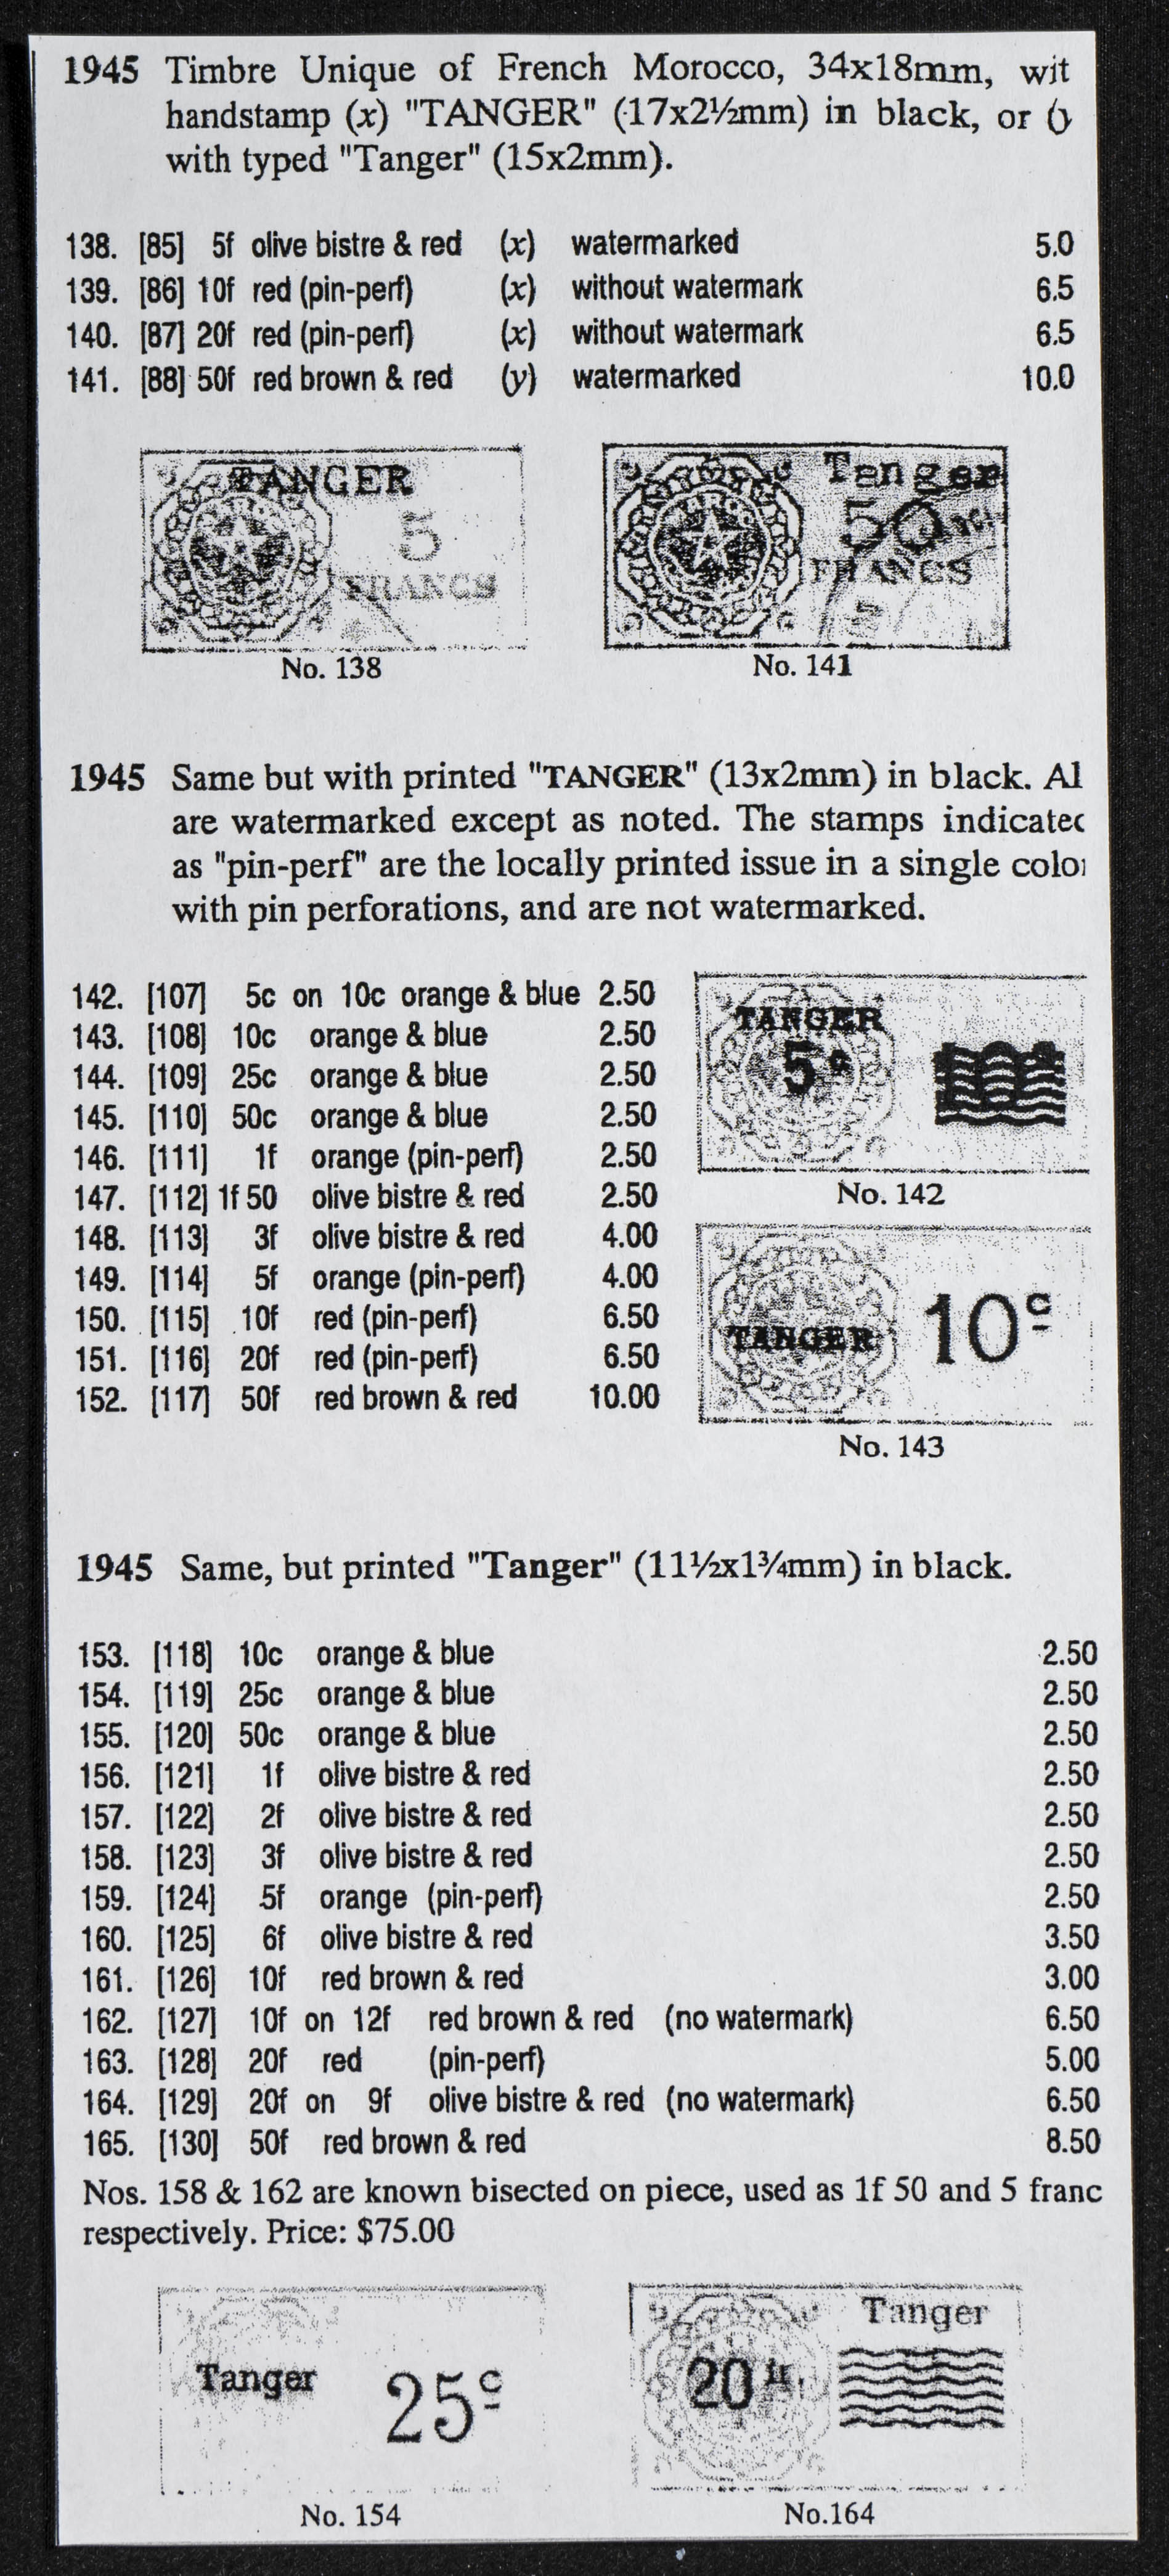 1945 Timbre Unique of French Morocco, 34x18mm, wit
handstamp (x) "TANGER" (17x2½mm) in black, or (
with typed "Tanger" (15x2mm).
138. [85] 5f olive bistre & red (x) watermarked 5.0
139. [86] 10f red (pin-perf) (x) without watermark 6.5
140. [87] 20f red (pin-perf) (x) without watermark 6.5
141. [88] 50f red brown & red (y) watermarked 10.0
TANGER
5
FRANCS
No. 138
Tanger
50
FRANCS
No. 141
1945 Same but with printed "TANGER" (13x2mm) in black. Al
are watermarked except as noted. The stamps indicated
as "pin-perf" are the locally printed issue in a single color
with pin perforations, and are not watermarked.
142. [107] 5c on 10c orange & blue 2.50
143. [108] 10c orange & blue 2.50
144. [109] 25c orange & blue 2.50
145. [110] 50c orange & blue 2.50
146. [111] 1f orange (pin-perf) 2.50
147. [112] 1f 50 olive bistre & red 2.50
148. [113] 3f olive bistre & red 4.00
149. [114] 5f orange (pin-perf) 4.00
150. [115] 10f red (pin-perf) 6.50
151. [116] 20f red (pin-perf) 6.50
152. [117] 50f red brown & red 10.00
TANGER
5c
No. 142
TANGER 10c
No. 143
1945 Same, but printed "Tanger" (11½x1¾mm) in black.
153. [118] 10c orange & blue 2.50
154. [119] 25c orange & blue 2.50
155. [120] 50c orange & blue 2.50
156. [121] 1f olive bistre & red 2.50
157. [122] 2f olive bistre & red 2.50
158. [123] 3f olive bistre & red 2.50
159. [124] 5f orange (pin-perf) 2.50
160. [125] 6f olive bistre & red 3.50
161. [126] 10f red brown & red 3.00
162. [127] 10f on 12f red brown & red (no watermark) 6.50
163. [128] 20f red (pin-perf) 5.00
164. [129] 20f on 9f olive bistre & red (no watermark) 6.50
165. [130] 50f red brown & red 8.50
Nos. 158 & 162 are known bisected on piece, used as 1f 50 and 5 franc
respectively. Price: $75.00
Tanger 25c
No. 154
Tanger
20 fr.
No.164